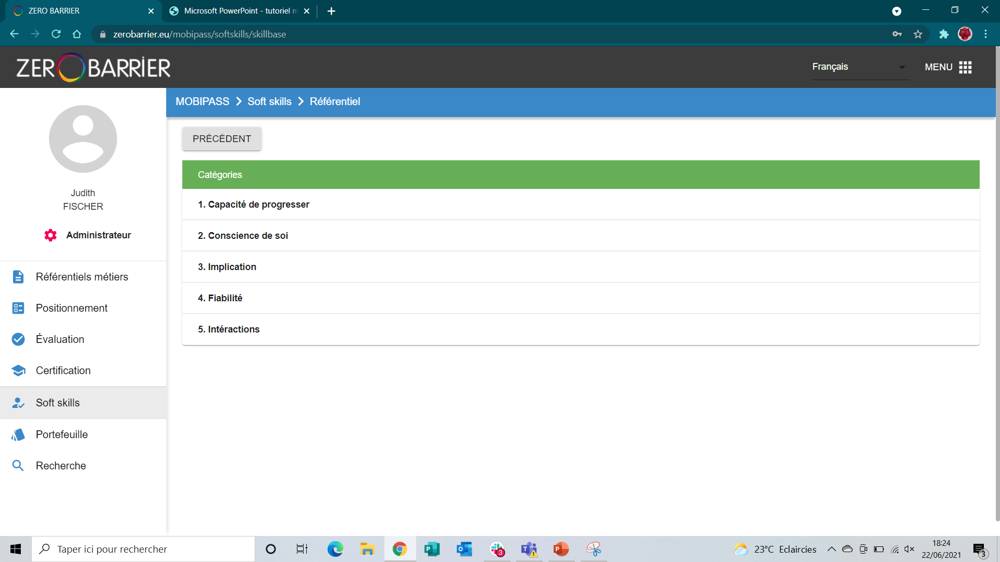 ZERO BARRIER
Microsoft PowerPoint - tutoriel m
zerobarrier.eu/mobipass/softskills/skillbase
ZEROBARRIER
Français
MENU
MOBIPASS > Soft skills > Référentiel
Judith
FISCHER
Administrateur
Référentiels métiers
Positionnement
Évaluation
Certification
Soft skills
Portefeuille
Recherche
PRÉCÉDENT
Catégories
1. Capacité de progresser
2. Conscience de soi
3. Implication
4. Fiabilité
5. Intéractions
Taper ici pour rechercher
3
23°C Eclaircies
18:24
22/06/2021
3